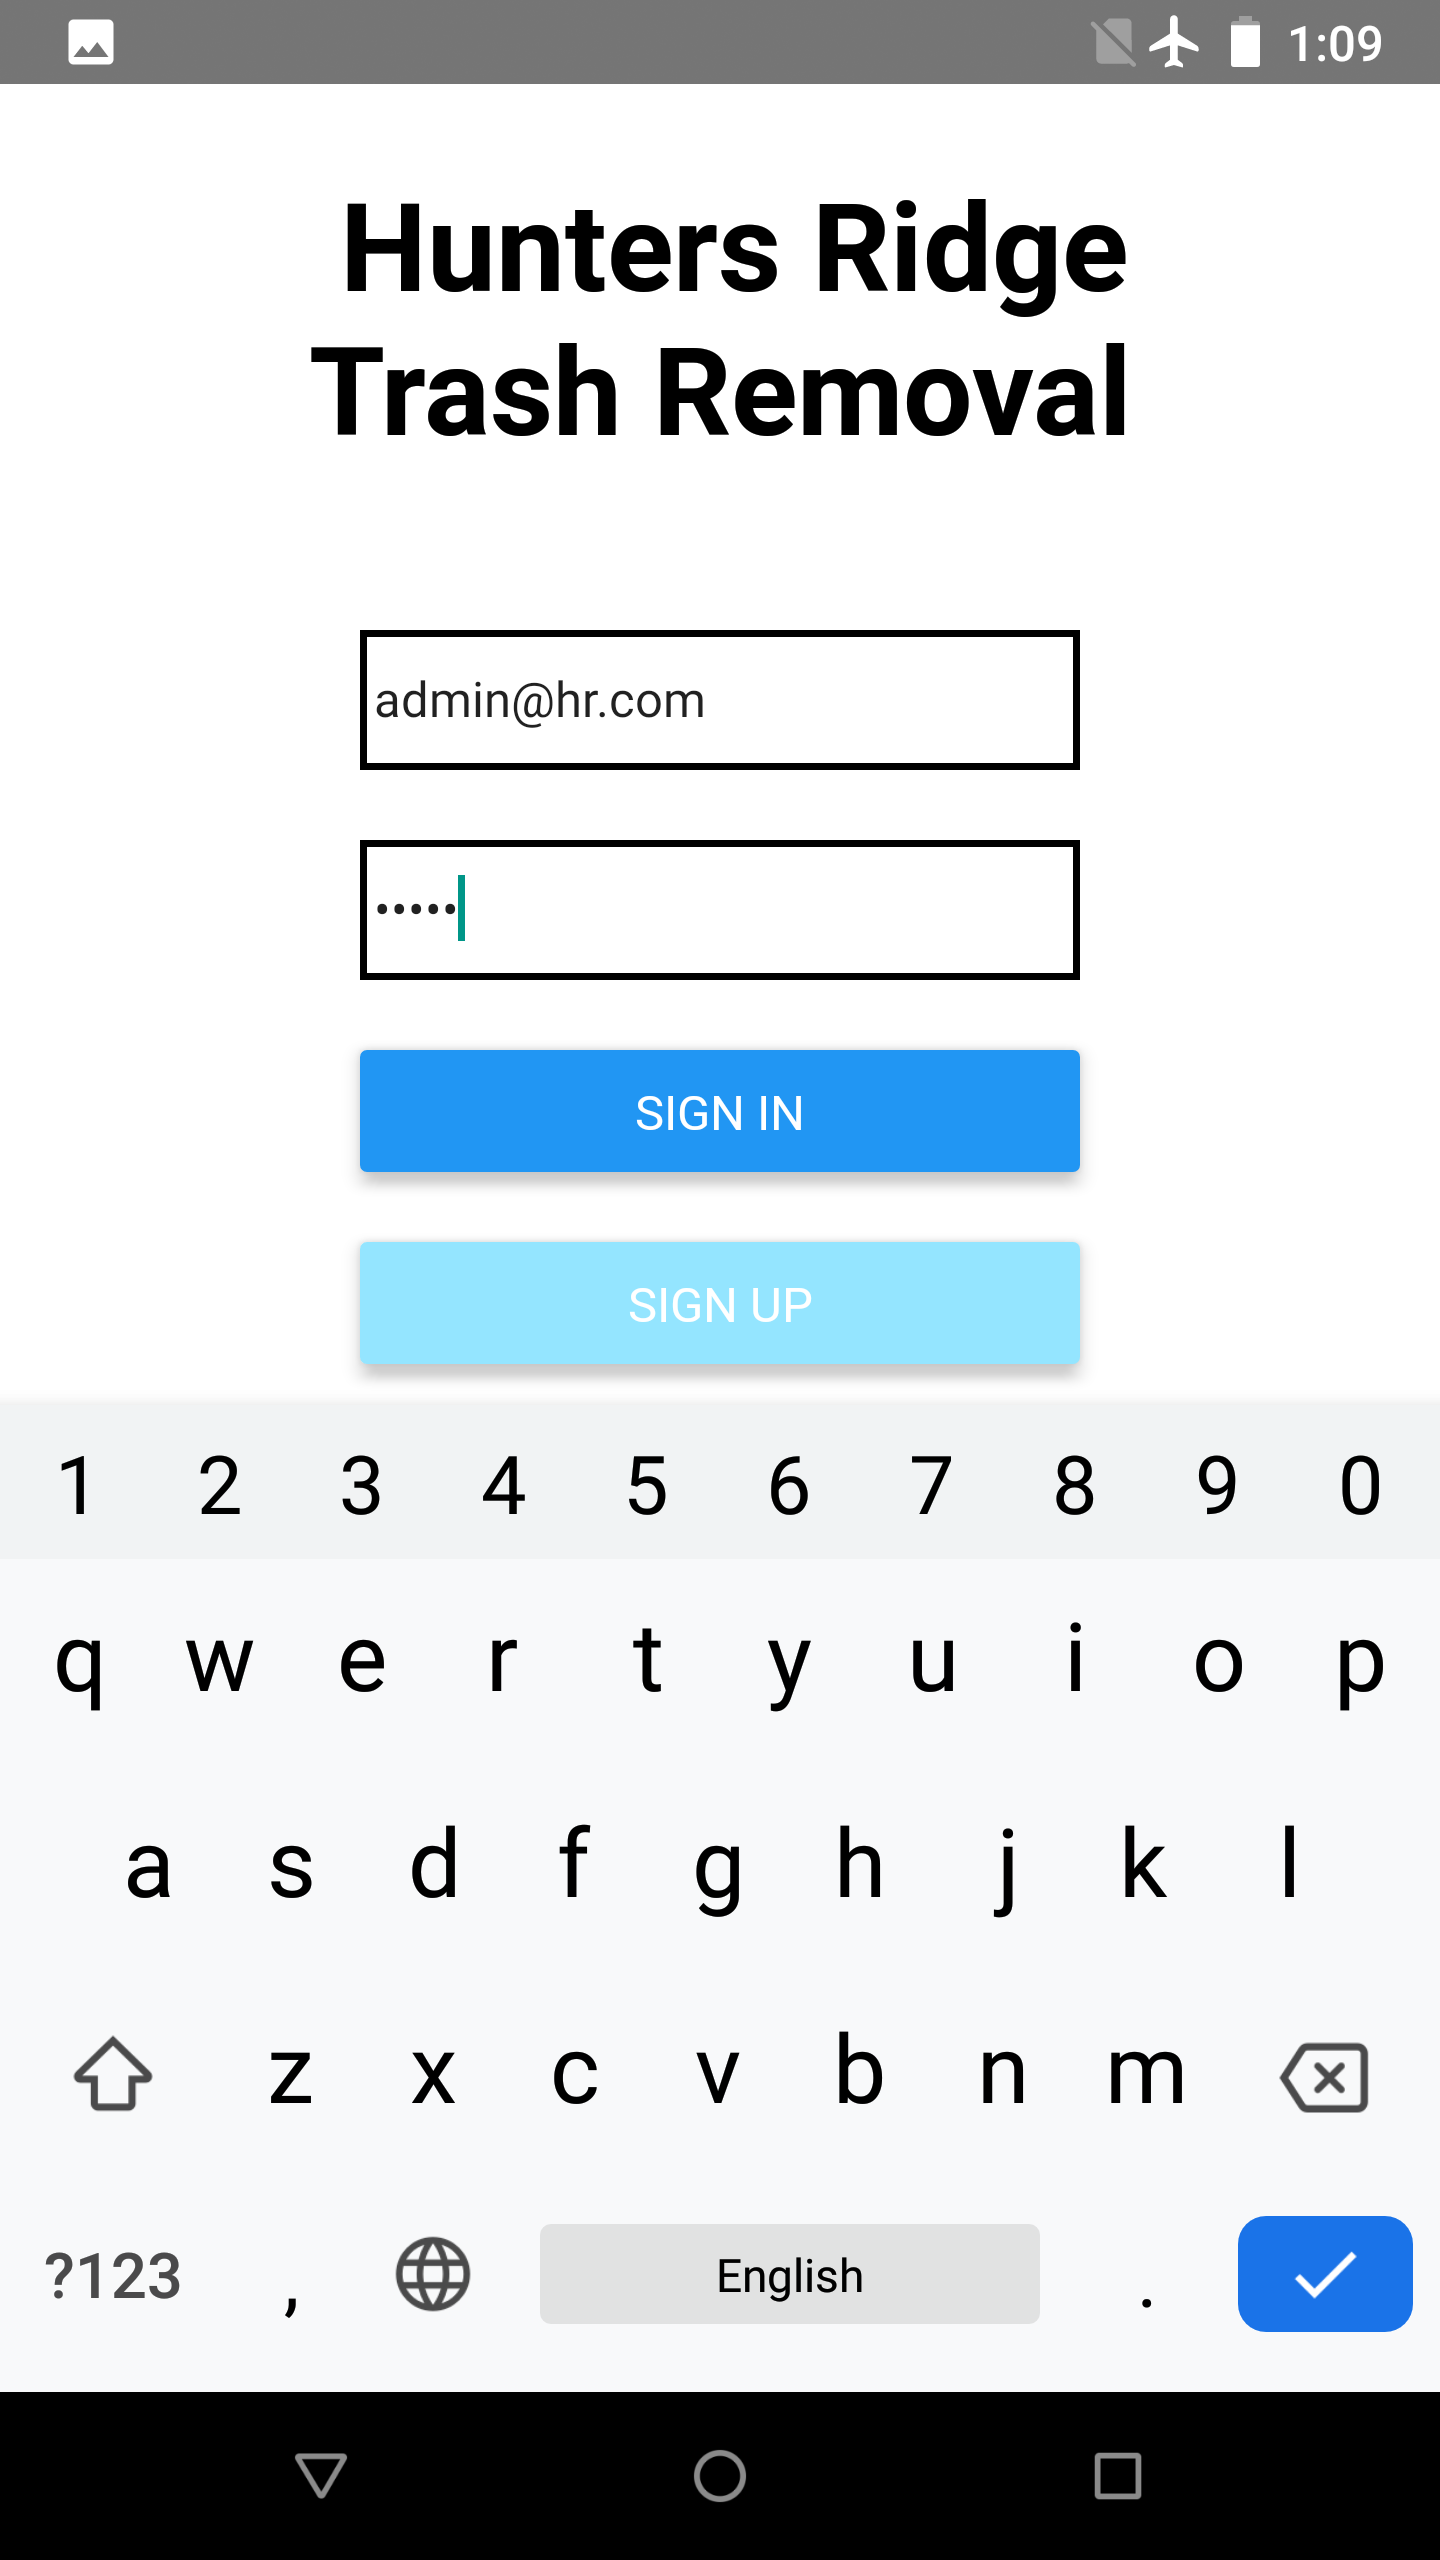 1:09
Hunters Ridge
Trash Removal
admin@hr.com
•••••
SIGN IN
SIGN UP
1 2 3 4 5 6 7 8 9 0
q w e r t y u i o p
a s d f g h j k l
z x c v b n m
?123 , English .